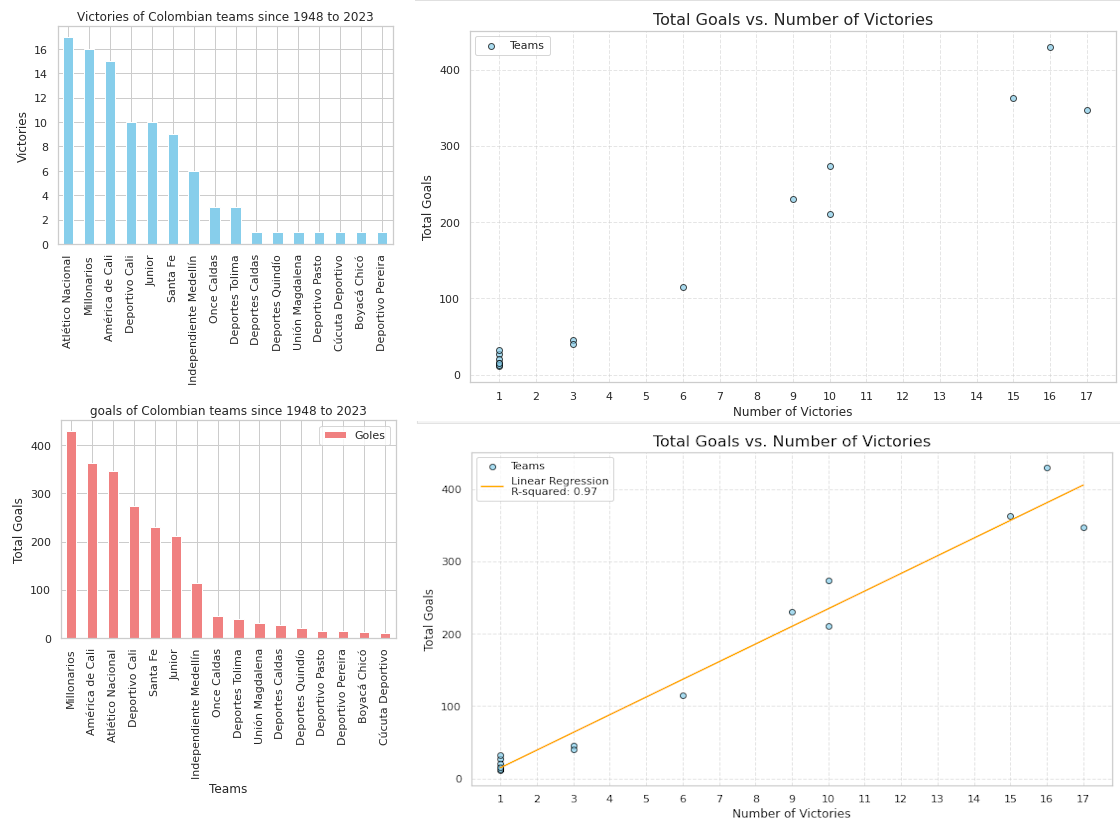 Victories of Colombian teams since 1948 to 2023
Victories
16
14
12
10
8
6
4
2
0
Atlético Nacional
Millonarios
América de Cali
Deportivo Cali
Junior
Santa Fe
Independiente Medellín
Once Caldas
Deportes Tolima
Deportes Caldas
Deportes Quindío
Unión Magdalena
Deportivo Pasto
Cúcuta Deportivo
Boyacá Chicó
Deportivo Pereira
Total Goals vs. Number of Victories
Teams
Total Goals
400
300
200
100
0
1 2 3 4 5 6 7 8 9 10 11 12 13 14 15 16 17
Number of Victories
goals of Colombian teams since 1948 to 2023
Goles
Total Goals
400
300
200
100
0
Millonarios
América de Cali
Atlético Nacional
Deportivo Cali
Santa Fe
Junior
Independiente Medellín
Once Caldas
Deportes Tolima
Unión Magdalena
Deportes Caldas
Deportes Quindío
Deportivo Pasto
Deportivo Pereira
Boyacá Chicó
Cúcuta Deportivo
Teams
Total Goals vs. Number of Victories
Teams
Linear Regression
R-squared: 0.97
Total Goals
400
300
200
100
0
1 2 3 4 5 6 7 8 9 10 11 12 13 14 15 16 17
Number of Victories